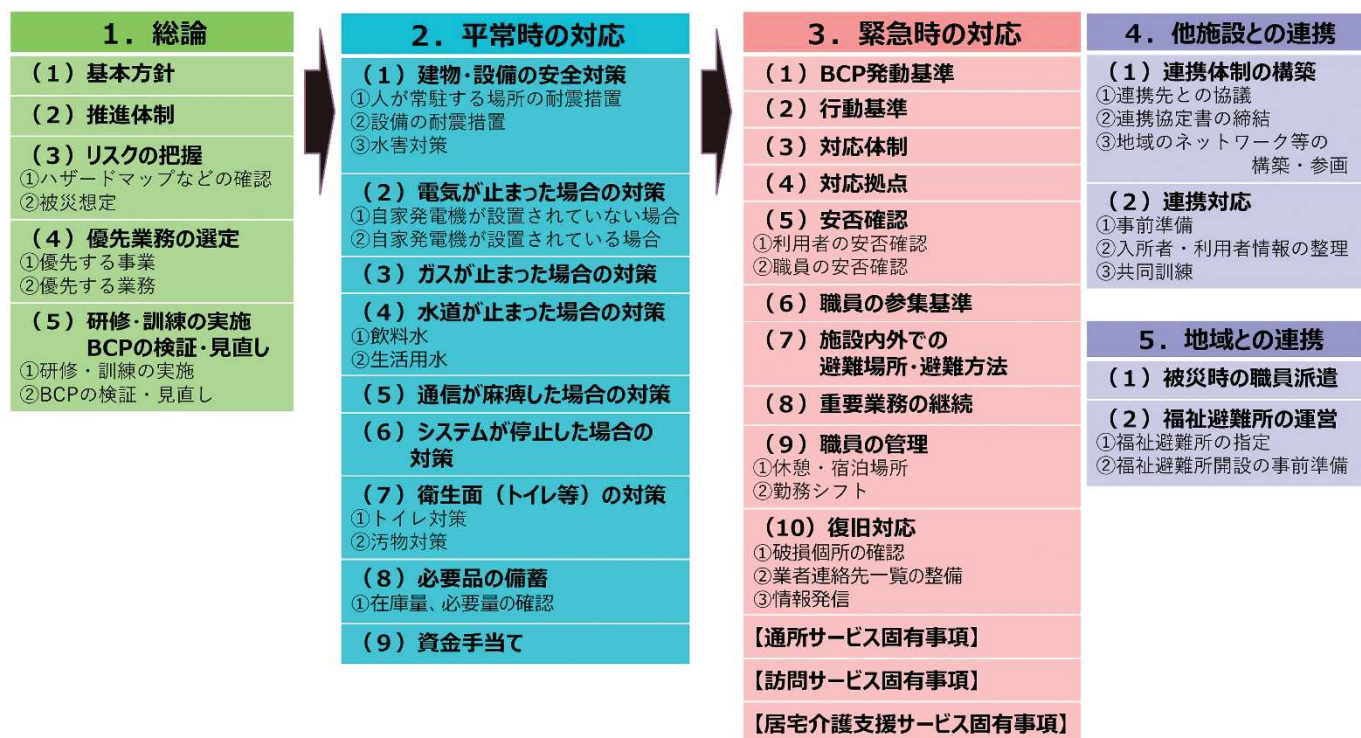 1．総論
（1）基本方針
（2）推進体制
（3）リスクの把握
①ハザードマップなどの確認
②被災想定
（4）優先業務の選定
①優先する事業
②優先する業務
（5）研修・訓練の実施
BCPの検証・見直し
①研修・訓練の実施
②BCPの検証・見直し
2．平常時の対応
（1）建物・設備の安全対策
①人が常駐する場所の耐震措置
②設備の耐震措置
③水害対策
（2）電気が止まった場合の対策
①自家発電機が設置されていない場合
②自家発電機が設置されている場合
（3）ガスが止まった場合の対策
（4）水道が止まった場合の対策
①飲料水
②生活用水
（5）通信が麻痺した場合の対策
（6）システムが停止した場合の
対策
（7）衛生面（トイレ等）の対策
①トイレ対策
②汚物対策
（8）必要品の備蓄
①在庫量、必要量の確認
（9）資金手当て
3．緊急時の対応
（1）BCP発動基準
（2）行動基準
（3）対応体制
（4）対応拠点
（5）安否確認
①利用者の安否確認
②職員の安否確認
（6）職員の参集基準
（7）施設内外での
避難場所・避難方法
（8）重要業務の継続
（9）職員の管理
①休憩・宿泊場所
②勤務シフト
（10）復旧対応
①破損個所の確認
②業者連絡先一覧の整備
③情報発信
【通所サービス固有事項】
【訪問サービス固有事項】
【居宅介護支援サービス固有事項】
4．他施設との連携
（1）連携体制の構築
①連携先との協議
②連携協定書の締結
③地域のネットワーク等の
構築・参画
（2）連携対応
①事前準備
②入所者・利用者情報の整理
③共同訓練
5．地域との連携
（1）被災時の職員派遣
（2）福祉避難所の運営
①福祉避難所の指定
②福祉避難所開設の事前準備